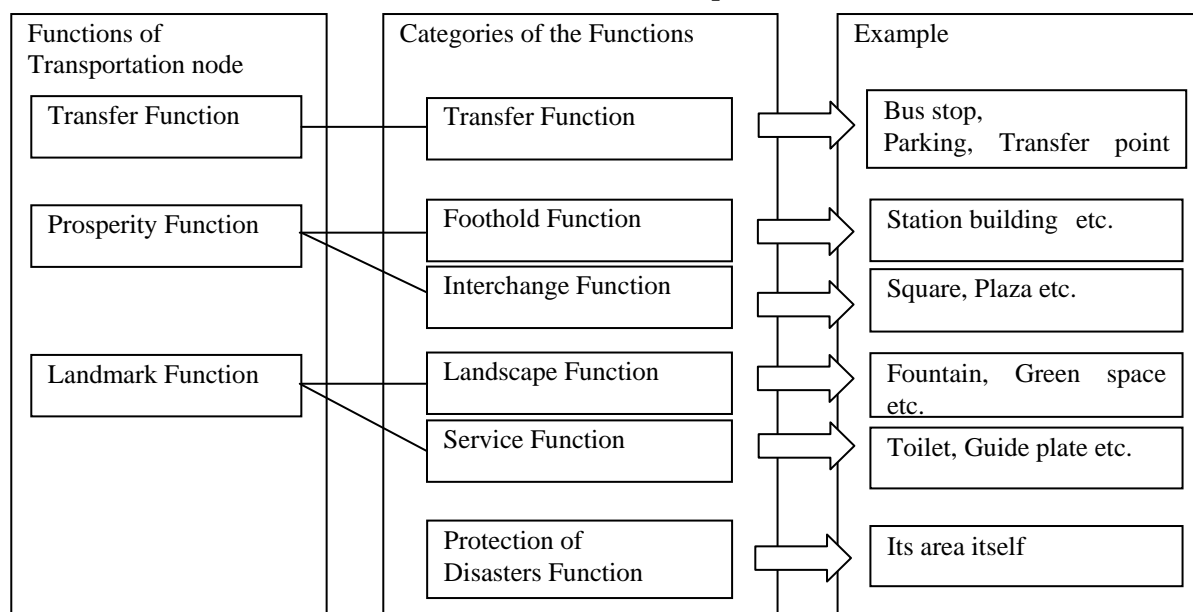 Functions of
Transportation node
Transfer Function
Prosperity Function
Landmark Function
Categories of the Functions
Transfer Function
Foothold Function
Interchange Function
Landscape Function
Service Function
Protection of
Disasters Function
Example
Bus stop,
Parking, Transfer point
Station building etc.
Square, Plaza etc.
Fountain, Green space
etc.
Toilet, Guide plate etc.
Its area itself